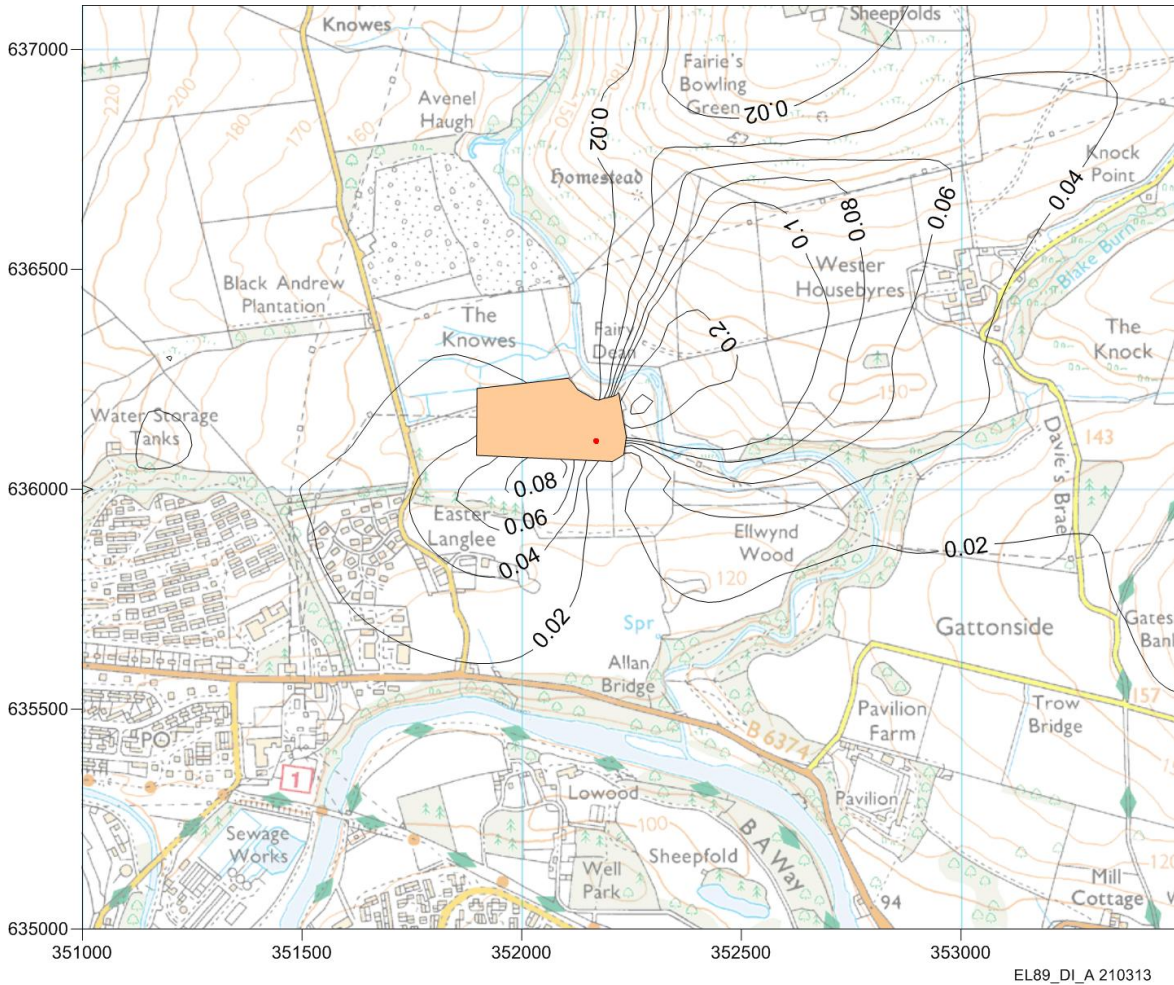 637000
636500
636000
635500
635000
351000
351500
352000
352500
353000
Knowes
Sheepfolds
Fairie's
Bowling
Green
Avenel
Haugh
220
200
180
170
160
150
0.02
0.02
Homestead
Knock
Point
0.04
0.06
0.08
0.1
0.2
Wester
Housebyres
Blake Burn
Black Andrew
Plantation
The
Knowes
Fairy
Dean
The
Knock
150
Water Storage
Tanks
Davie's Brae
143
0.08
0.06
0.04
0.02
Easter
Langlee
Ellwynd
Wood
0.02
120
Spr
Gattonside
Allan
Bridge
157
Pavilion
Farm
Trow
Bridge
B 6374
1
Lowood
Pavilion
100
Sewage
Works
Sheepfold
B A Way
Well
Park
94
Mill
Cottage
EL89_DI_A 210313